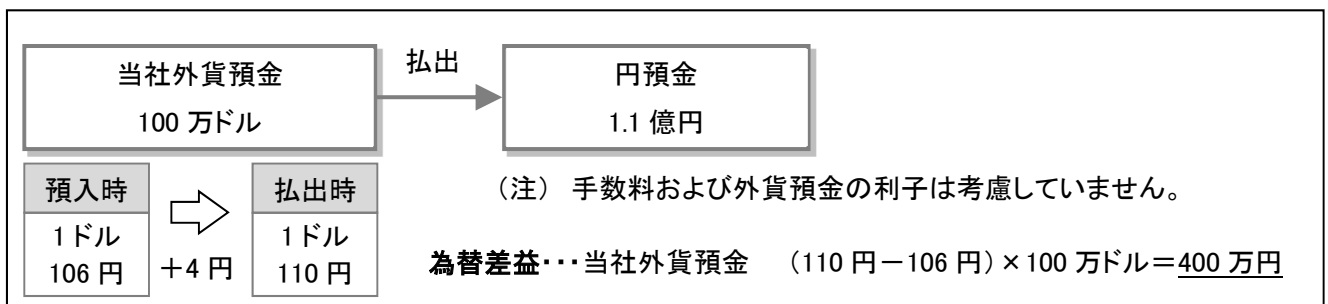 当社外貨預金
100 万ドル
払出
円預金
1.1 億円
預入時
1ドル
106 円
+4 円
払出時
1ドル
110 円
(注) 手数料および外貨預金の利子は考慮していません。
為替差益・・・当社外貨預金 (110 円-106 円)×100 万ドル=400 万円